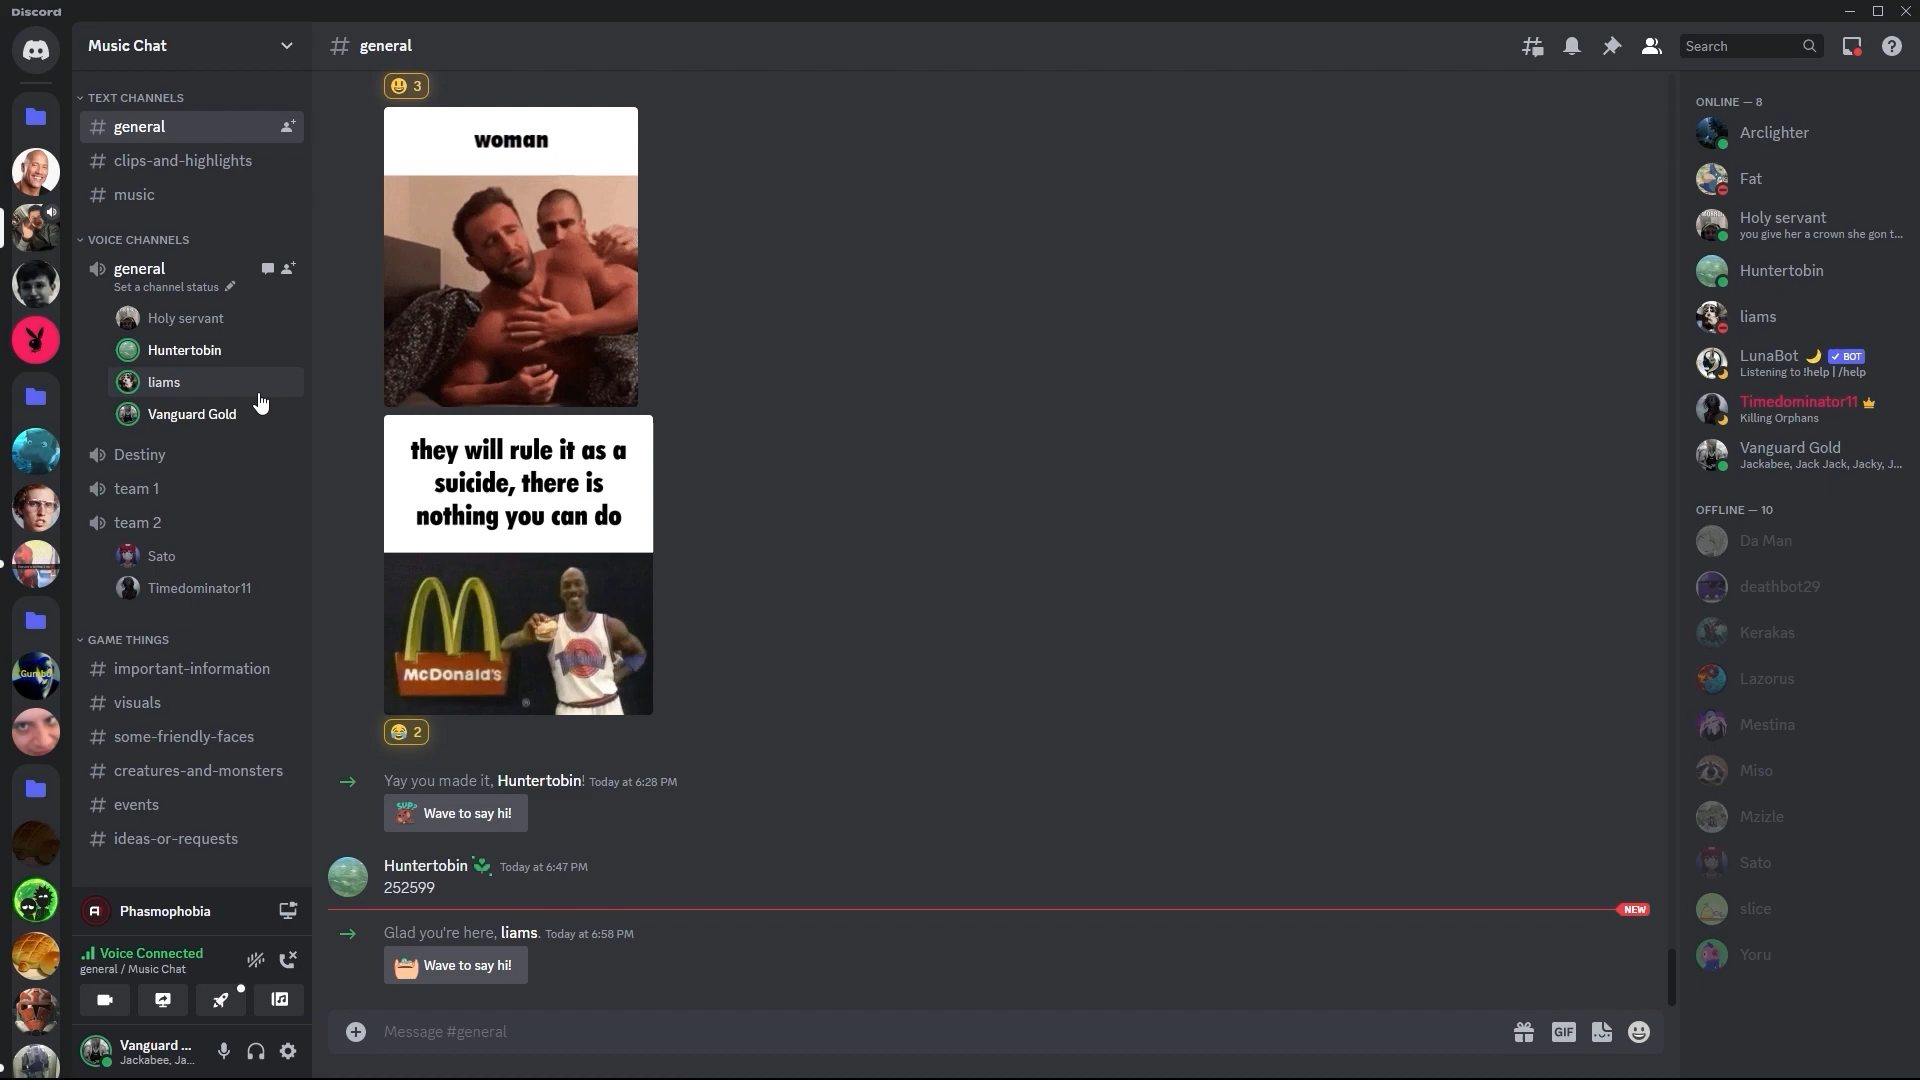 Discord
Music Chat
general
Search
TEXT CHANNELS
general
clips-and-highlights
music
VOICE CHANNELS
general
Set a channel status
Holy servant
Huntertobin
liams
Vanguard Gold
Destiny
team 1
team 2
Sato
Timedominator11
GAME THINGS
important-information
visuals
some-friendly-faces
creatures-and-monsters
events
ideas-or-requests
Phasmophobia
Voice Connected
general / Music Chat
Vanguard ...
Jackabee, Ja...
3
woman
they will rule it as a
suicide, there is
nothing you can do
McDonald's
2
Yay you made it, Huntertobin! Today at 6:28 PM
Wave to say hi!
Huntertobin Today at 6:47 PM
252599
NEW
Glad you're here, liams. Today at 6:58 PM
Wave to say hi!
Message #general
GIF
ONLINE — 8
Arclighter
Fat
Holy servant
you give her a crown she gon t...
Huntertobin
liams
LunaBot 🌙 ✓ BOT
Listening to !help | /help
Timedominator11
Killing Orphans
Vanguard Gold
Jackabee, Jack Jack, Jacky, J...
OFFLINE — 10
Da Man
deathbot29
Kerakas
Lazorus
Mestina
Miso
Mzizle
Sato
slice
Yoru